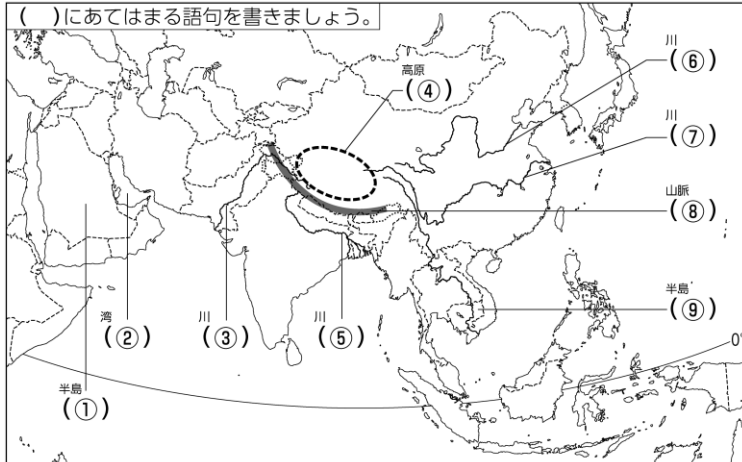 ( )にあてはまる語句を書きましょう。
川
(⑥)
高原
(④)
川
(⑦)
山脈
(⑧)
半島
(⑨)
湾
(②)
川
(③)
川
(⑤)
0°
半島
(①)